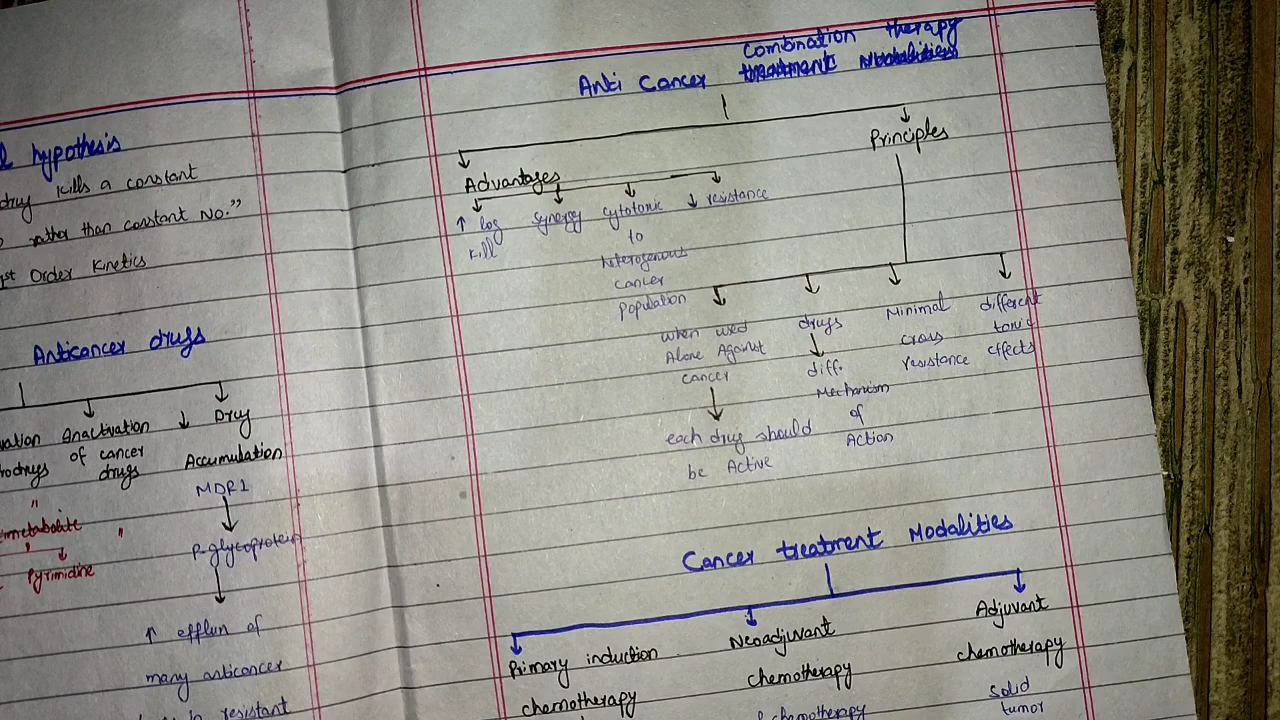 hypothesis
drug kills a constant
rather than constant No."
Order Kinetics
Anticancer drugs
Inactivation ↓ Drug
of cancer Accumulation
drugs
MDR1
"
"
Pyrimidine
P-glycoprotein
↑ efflux of
many anticancer
resistant
Combination therapy
Anti Cancer treatment Modalities
Advantages
Principles
↑ log kill
synergy
cytotoxic
to
heterogenous
cancer
population
↓ resistance
when used
Alone Against
cancer
each drug should
be Active
drugs
diff.
Mechanism
of
Action
Minimal
cross
resistance
different
toxic
effects
Cancer treatment Modalities
Primary induction
chemotherapy
Neoadjuvant
chemotherapy
chemotherapy
Adjuvant
chemotherapy
solid
tumor